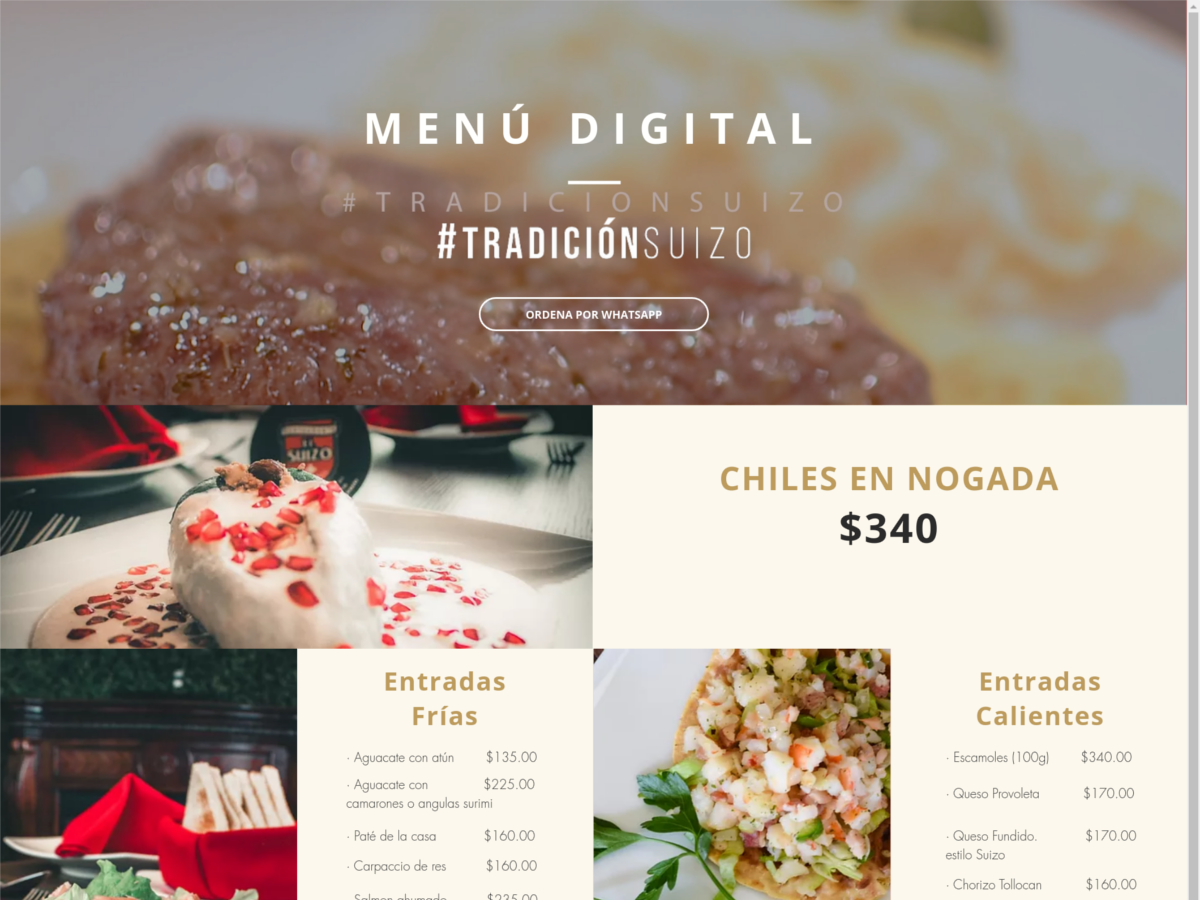 MENÚ DIGITAL
#TRADICIONSUIZO
#TRADICIÓNSUIZO
ORDENA POR WHATSAPP
SUIZO
CHILES EN NOGADA
$340
Entradas
Frías
· Aguacate con atún $135.00
· Aguacate con $225.00
camarones o angulas surimi
· Paté de la casa $160.00
· Carpaccio de res $160.00
· Salmon ahumado $235.00
Entradas
Calientes
· Escamoles (100g) $340.00
· Queso Provoleta $170.00
· Queso Fundido. $170.00
estilo Suizo
· Chorizo Tollocan $160.00